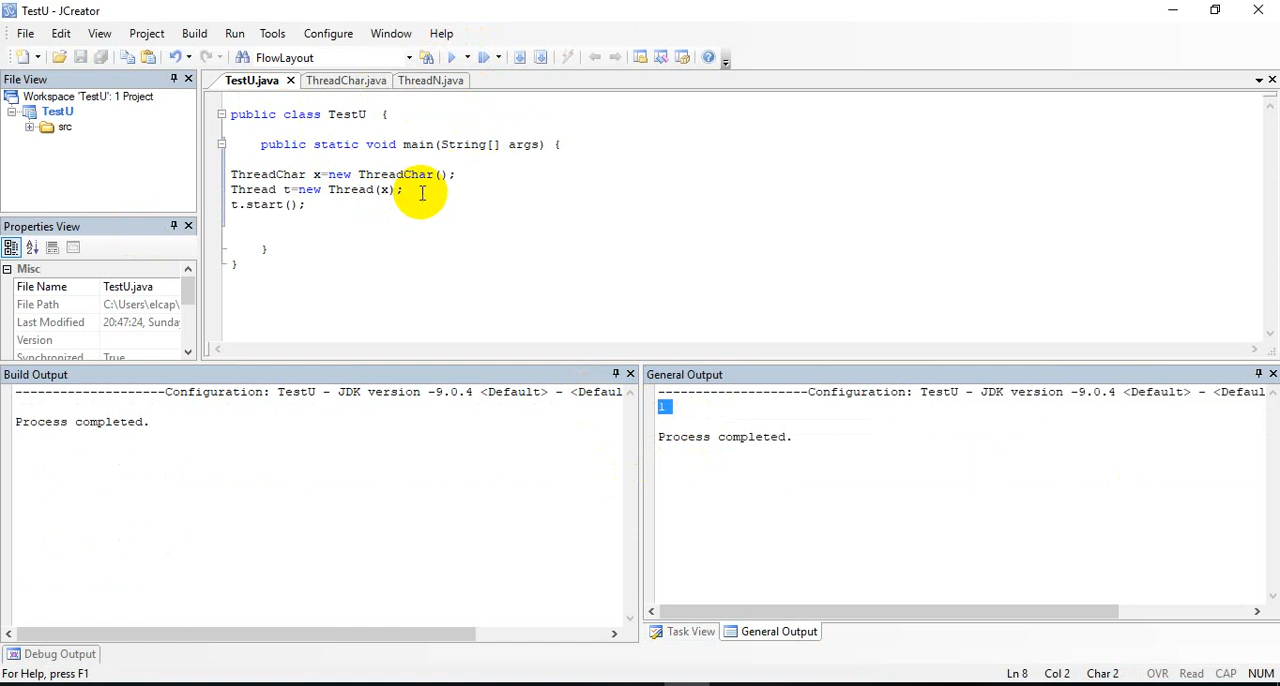 TestU - JCreator
File Edit View Project Build Run Tools Configure Window Help
FlowLayout
File View
TestU.java ThreadChar.java ThreadN.java
Workspace 'TestU': 1 Project
TestU
src
public class TestU {
public static void main(String[] args) {
ThreadChar x=new ThreadChar();
Thread t=new Thread(x);
t.start();
}
}
Properties View
Misc
File Name TestU.java
File Path C:\Users\elcap\
Last Modified 20:47:24, Sunda
Version
Synchronized True
Build Output
--------------------Configuration: TestU - JDK version -9.0.4 <Default> - <Defaul
Process completed.
General Output
--------------------Configuration: TestU - JDK version -9.0.4 <Default> - <Defaul
1
Process completed.
Task View General Output
Debug Output
For Help, press F1
Ln 8 Col 2 Char 2 OVR Read CAP NUM